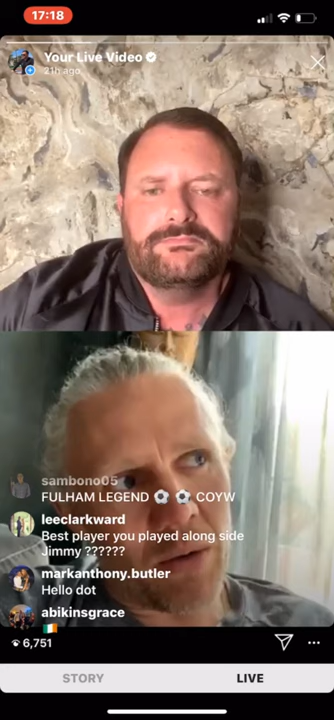 17:18
Your Live Video
21h ago
sambono05
FULHAM LEGEND ⚽ ⚽ COYW
leeclarkward
Best player you played along side
Jimmy ??????
markanthony.butler
Hello dot
abikinsgrace
🇮🇪
6,751
STORY
LIVE